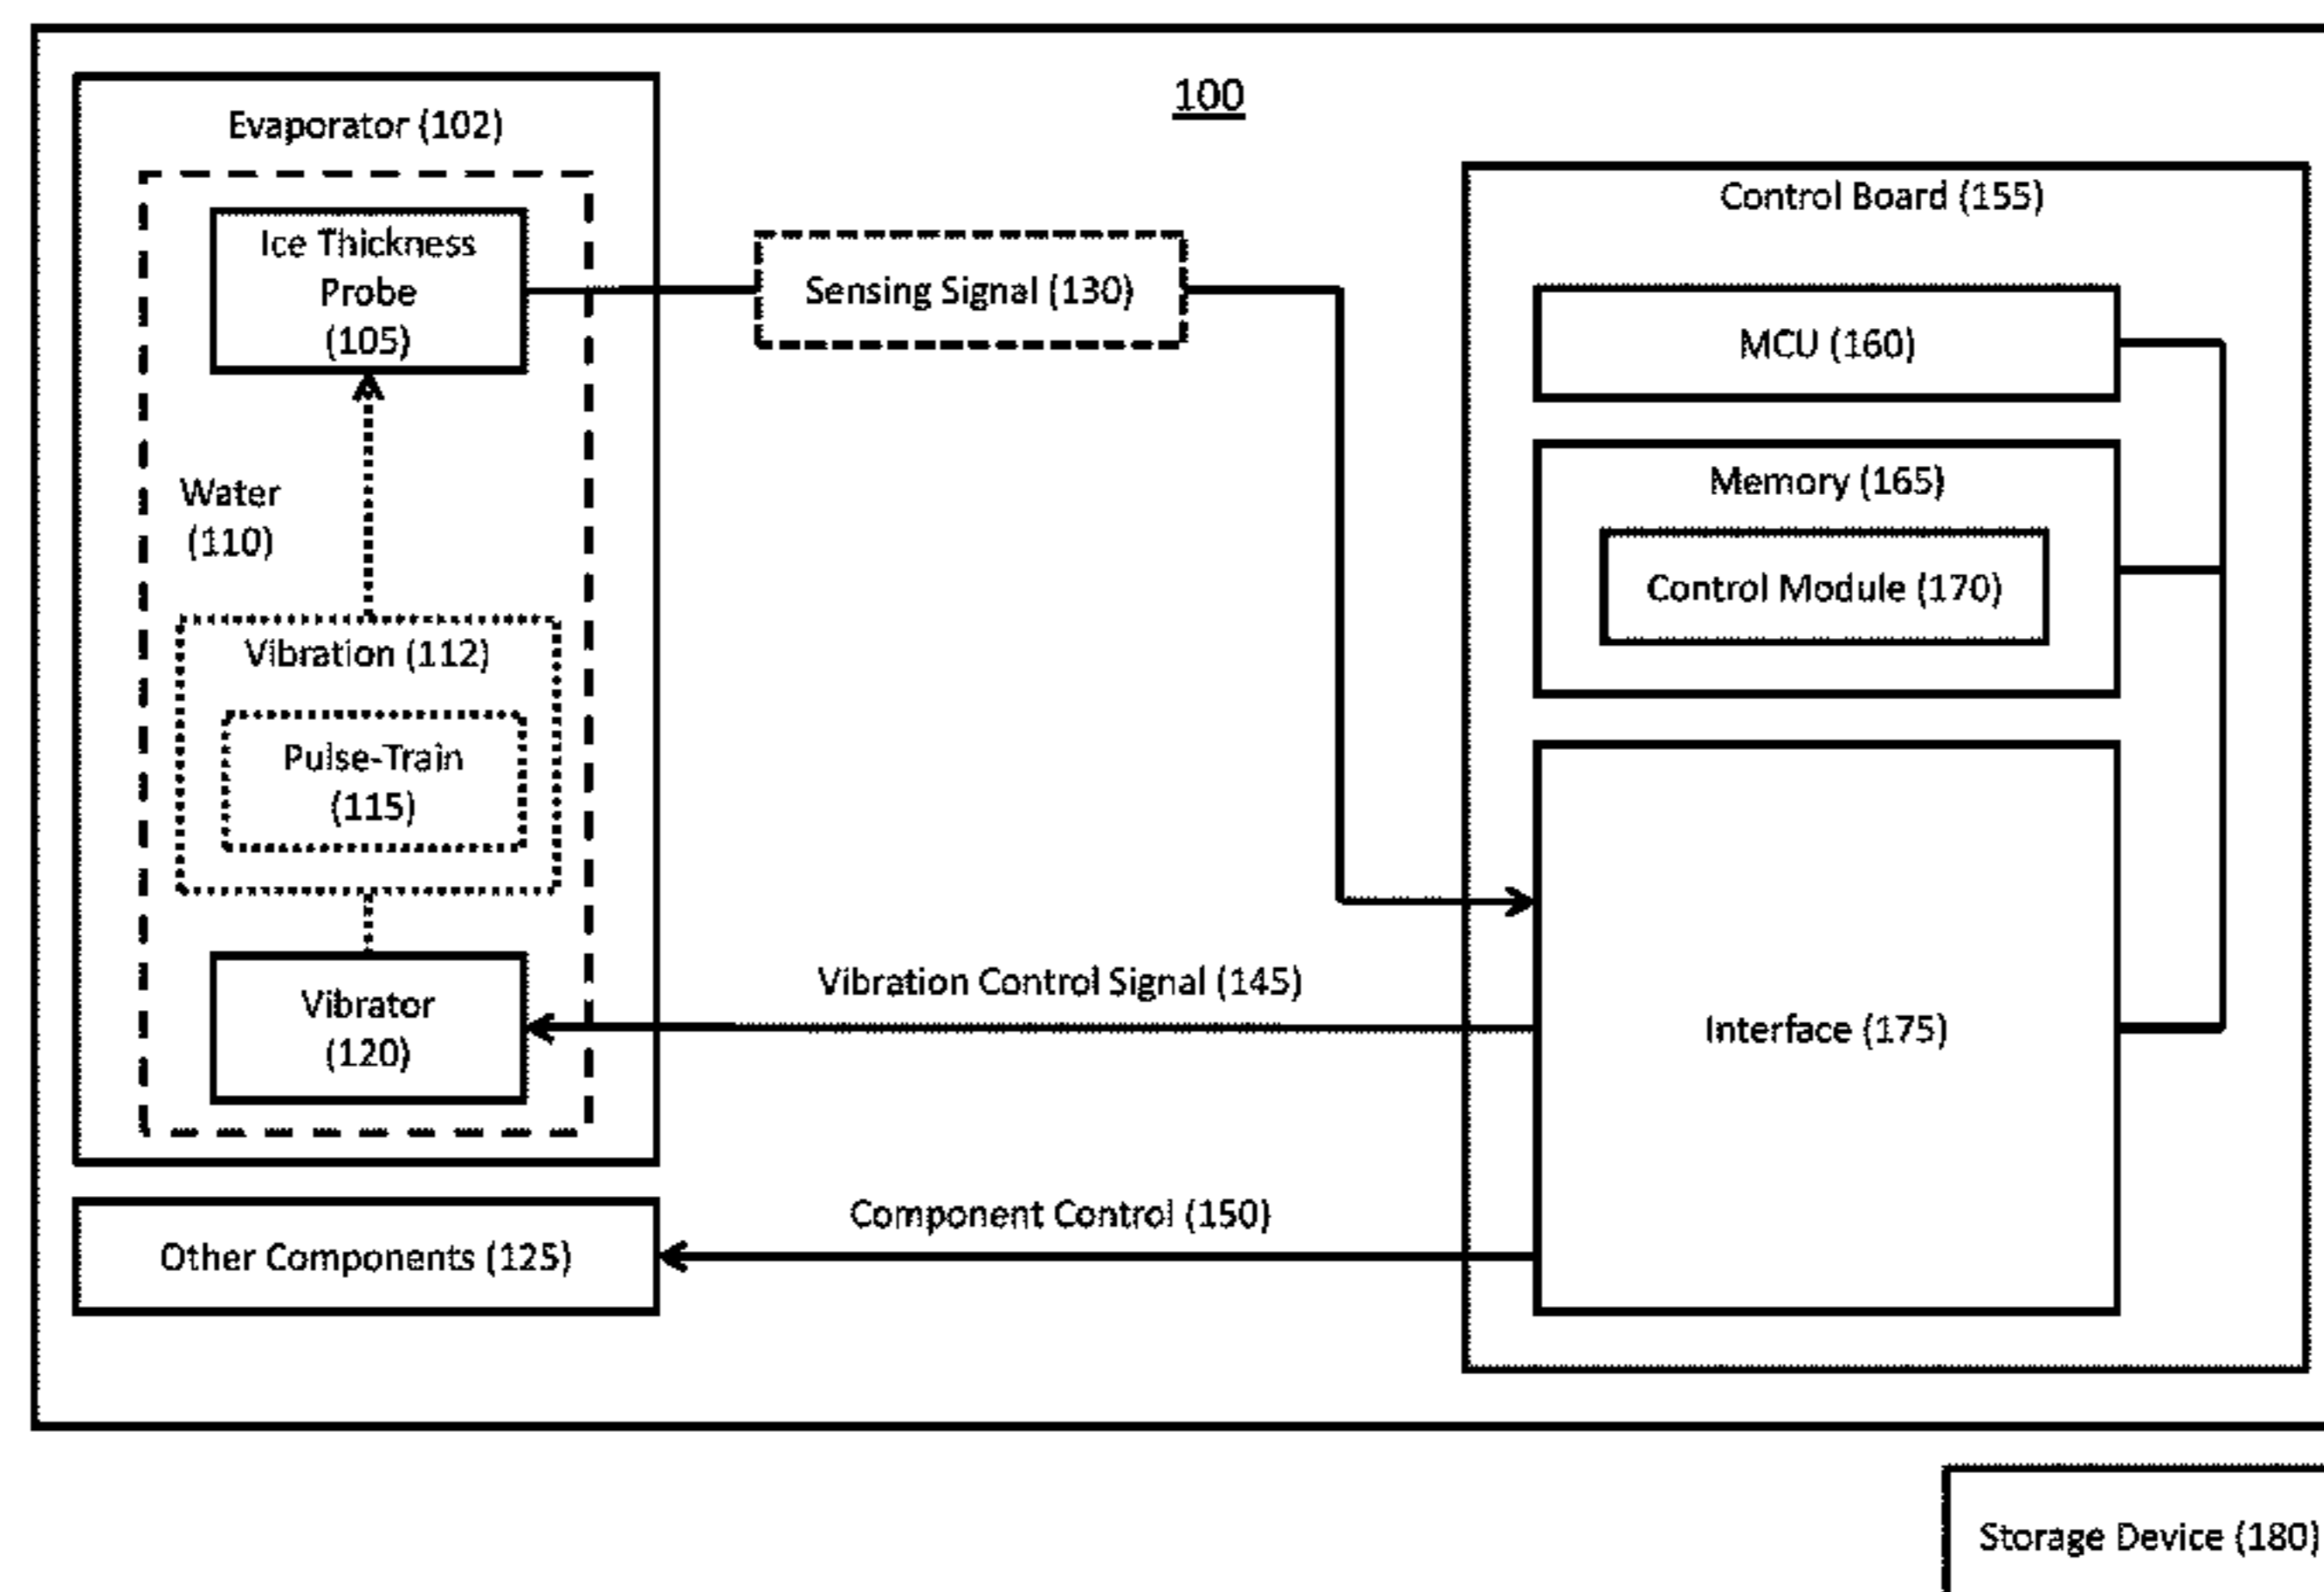 100
Evaporator (102)
Ice Thickness
Probe
(105)
Water
(110)
Vibration (112)
Pulse-Train
(115)
Vibrator
(120)
Other Components (125)
Sensing Signal (130)
Vibration Control Signal (145)
Component Control (150)
Control Board (155)
MCU (160)
Memory (165)
Control Module (170)
Interface (175)
Storage Device (180)